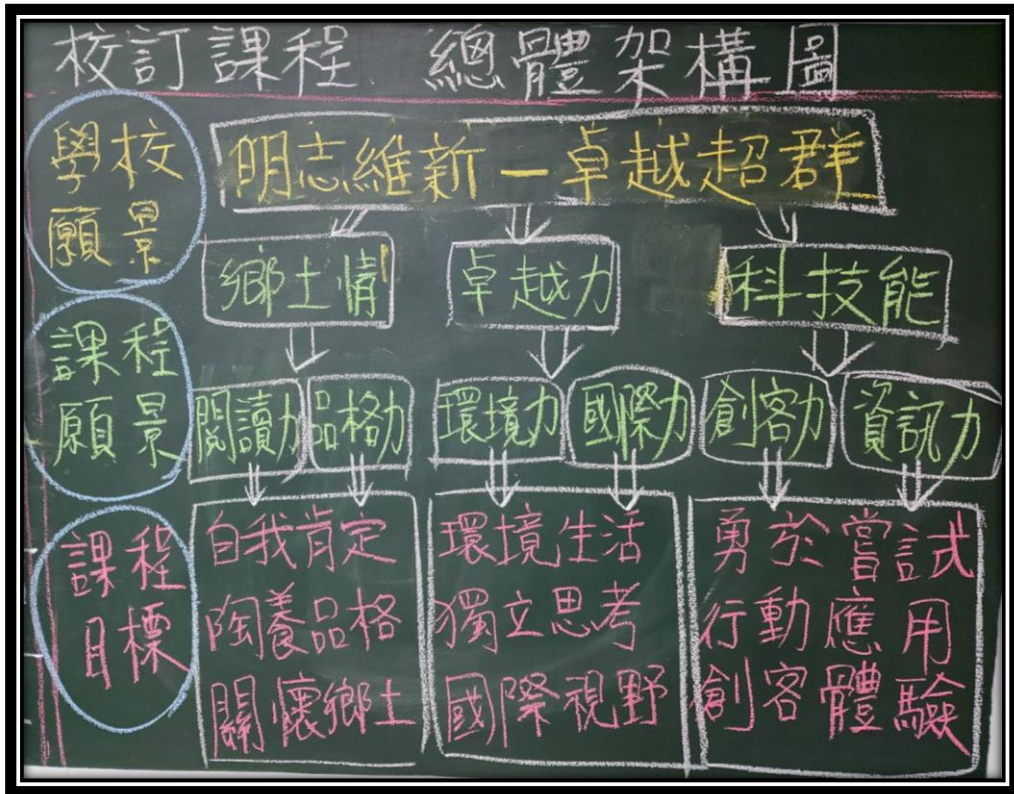 校訂課程 總體架構圖
學校
願景
明志維新－卓越超群
課程
願景
鄉土情 卓越力 科技能
閱讀力 品格力 環境力 國際力 創客力 資訊力
課程
目標
自我肯定
陶養品格
關懷鄉土
環境生活
獨立思考
國際視野
勇於嘗試
行動應用
創客體驗